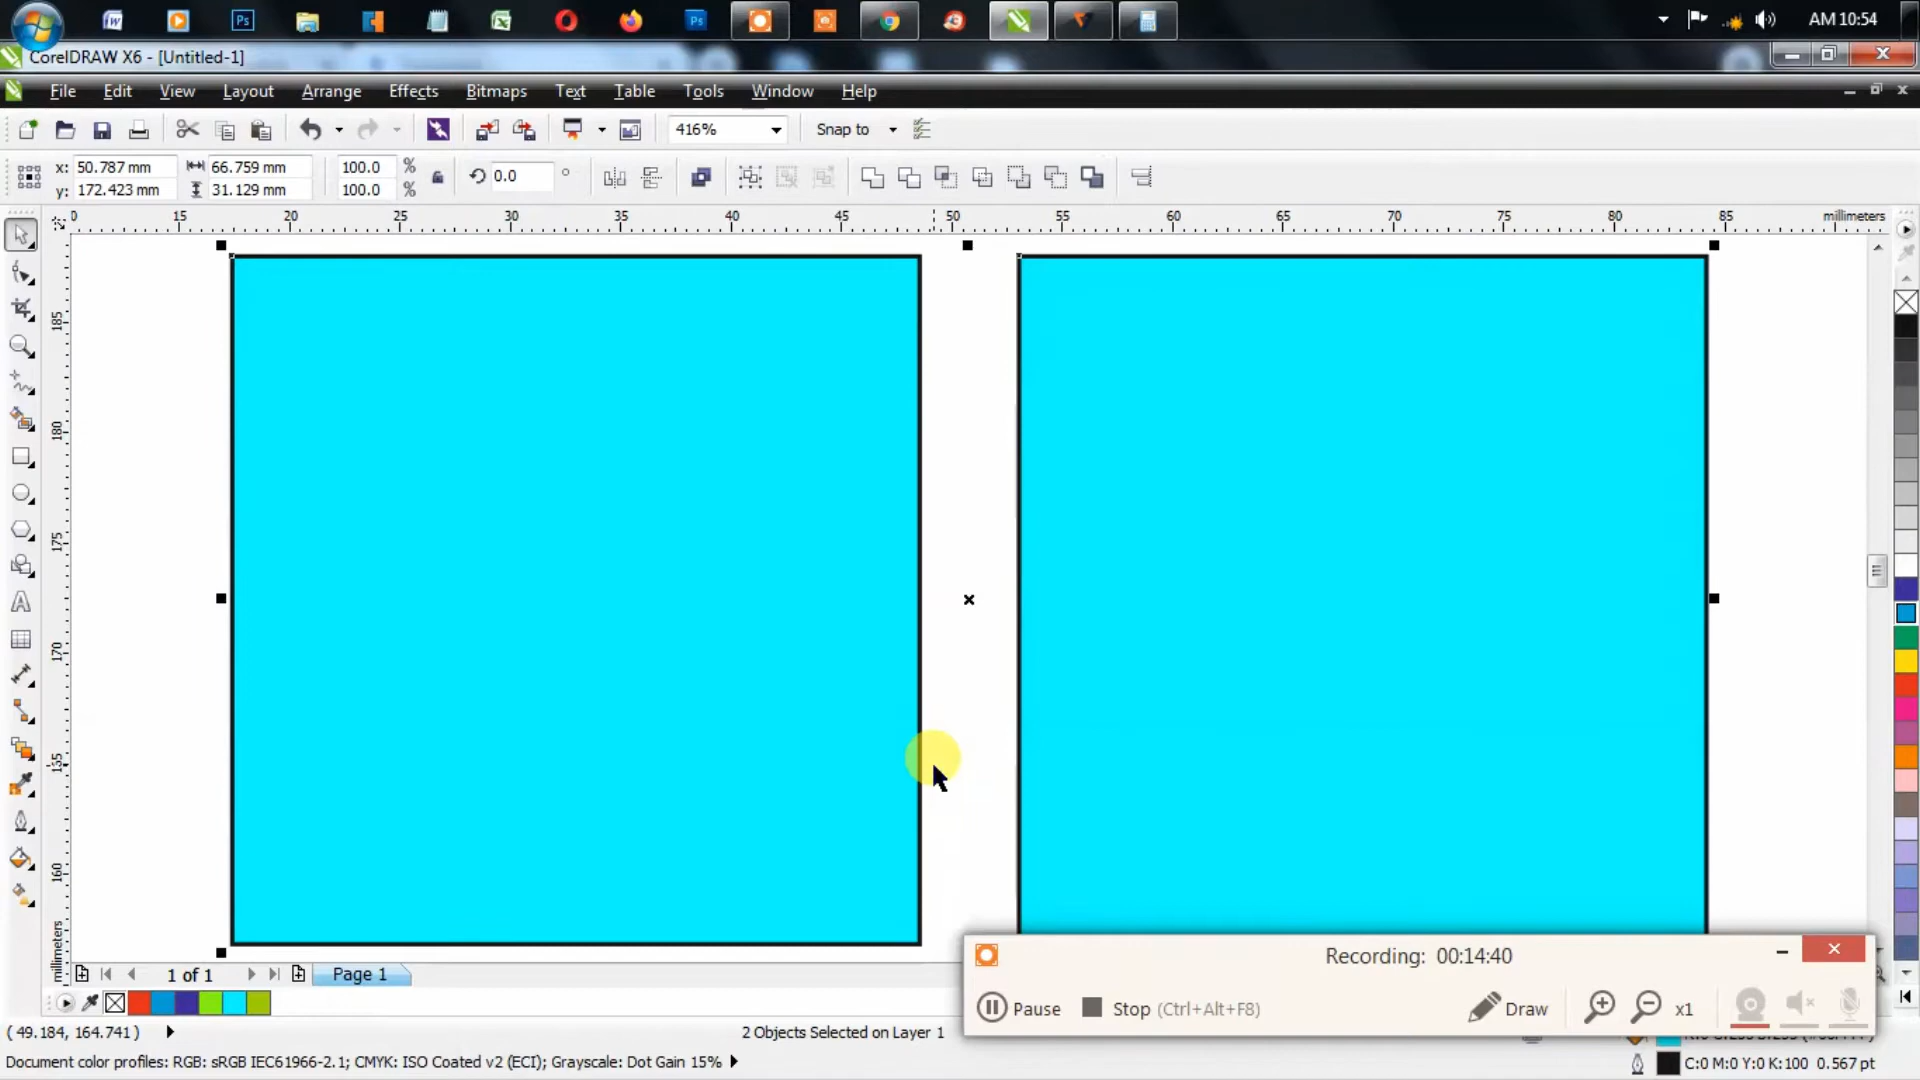 W
Ps
X
Ps
AM 10:54
CorelDRAW X6 - [Untitled-1]
File Edit View Layout Arrange Effects Bitmaps Text Table Tools Window Help
416% Snap to
x: 50.787 mm 66.759 mm 100.0 % 0.0 °
y: 172.423 mm 31.129 mm 100.0 %
0 15 20 25 30 35 40 45 50 55 60 65 70 75 80 85 millimeters
185
180
175
170
160
millimeters
1 of 1 Page 1
Recording: 00:14:40
Pause Stop (Ctrl+Alt+F8) Draw x1
( 49.184, 164.741 ) 2 Objects Selected on Layer 1
Document color profiles: RGB: sRGB IEC61966-2.1; CMYK: ISO Coated v2 (ECI); Grayscale: Dot Gain 15% C:0 M:0 Y:0 K:100 0.567 pt